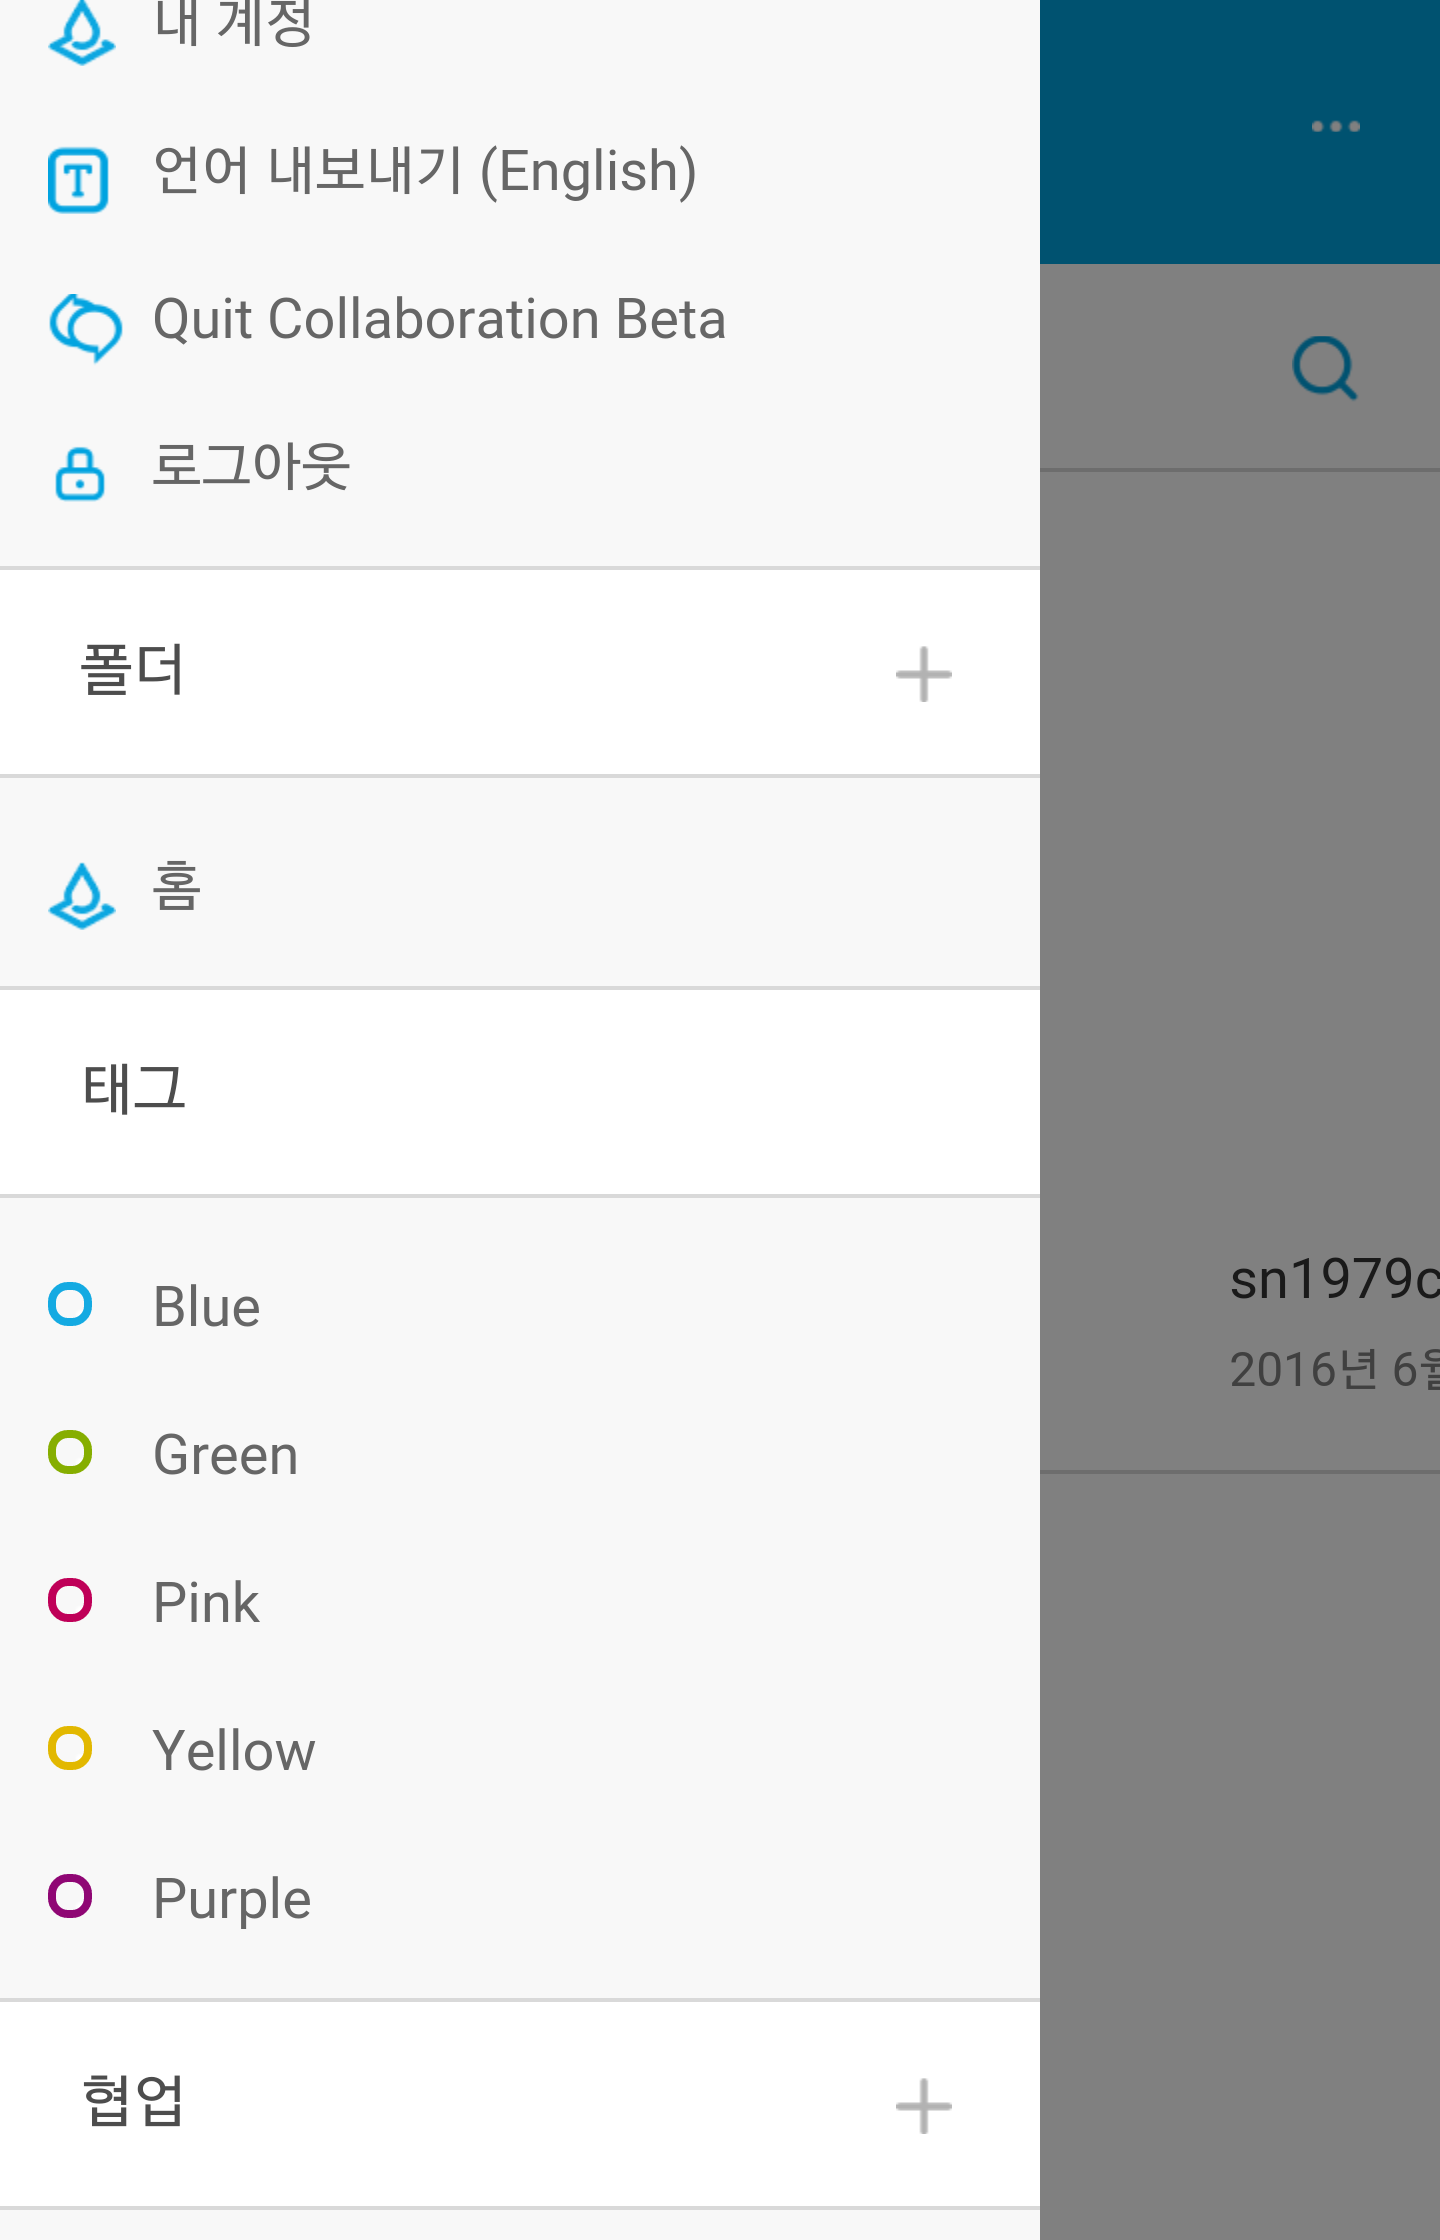 내 계정
언어 내보내기 (English)
Quit Collaboration Beta
로그아웃
폴더
홈
태그
Blue
Green
sn1979c
2016년 6월
Pink
Yellow
Purple
협업